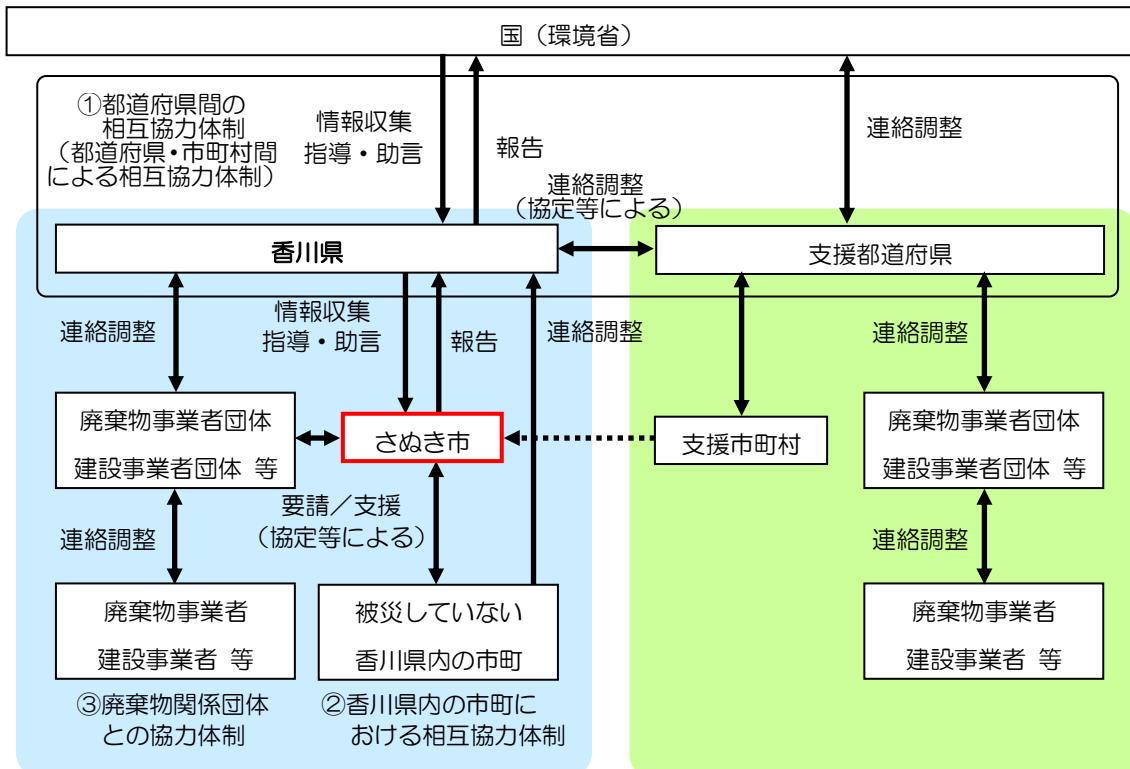 国（環境省）
①都道府県間の
相互協力体制
（都道府県・市町村間
による相互協力体制）
情報収集
指導・助言
報告
連絡調整
連絡調整
（協定等による）
香川県
支援都道府県
連絡調整
情報収集
指導・助言
報告
連絡調整
連絡調整
廃棄物事業者団体
建設事業者団体 等
さぬき市
支援市町村
廃棄物事業者団体
建設事業者団体 等
連絡調整
要請／支援
（協定等による）
連絡調整
廃棄物事業者
建設事業者 等
被災していない
香川県内の市町
廃棄物事業者
建設事業者 等
③廃棄物関係団体
との協力体制
②香川県内の市町に
おける相互協力体制